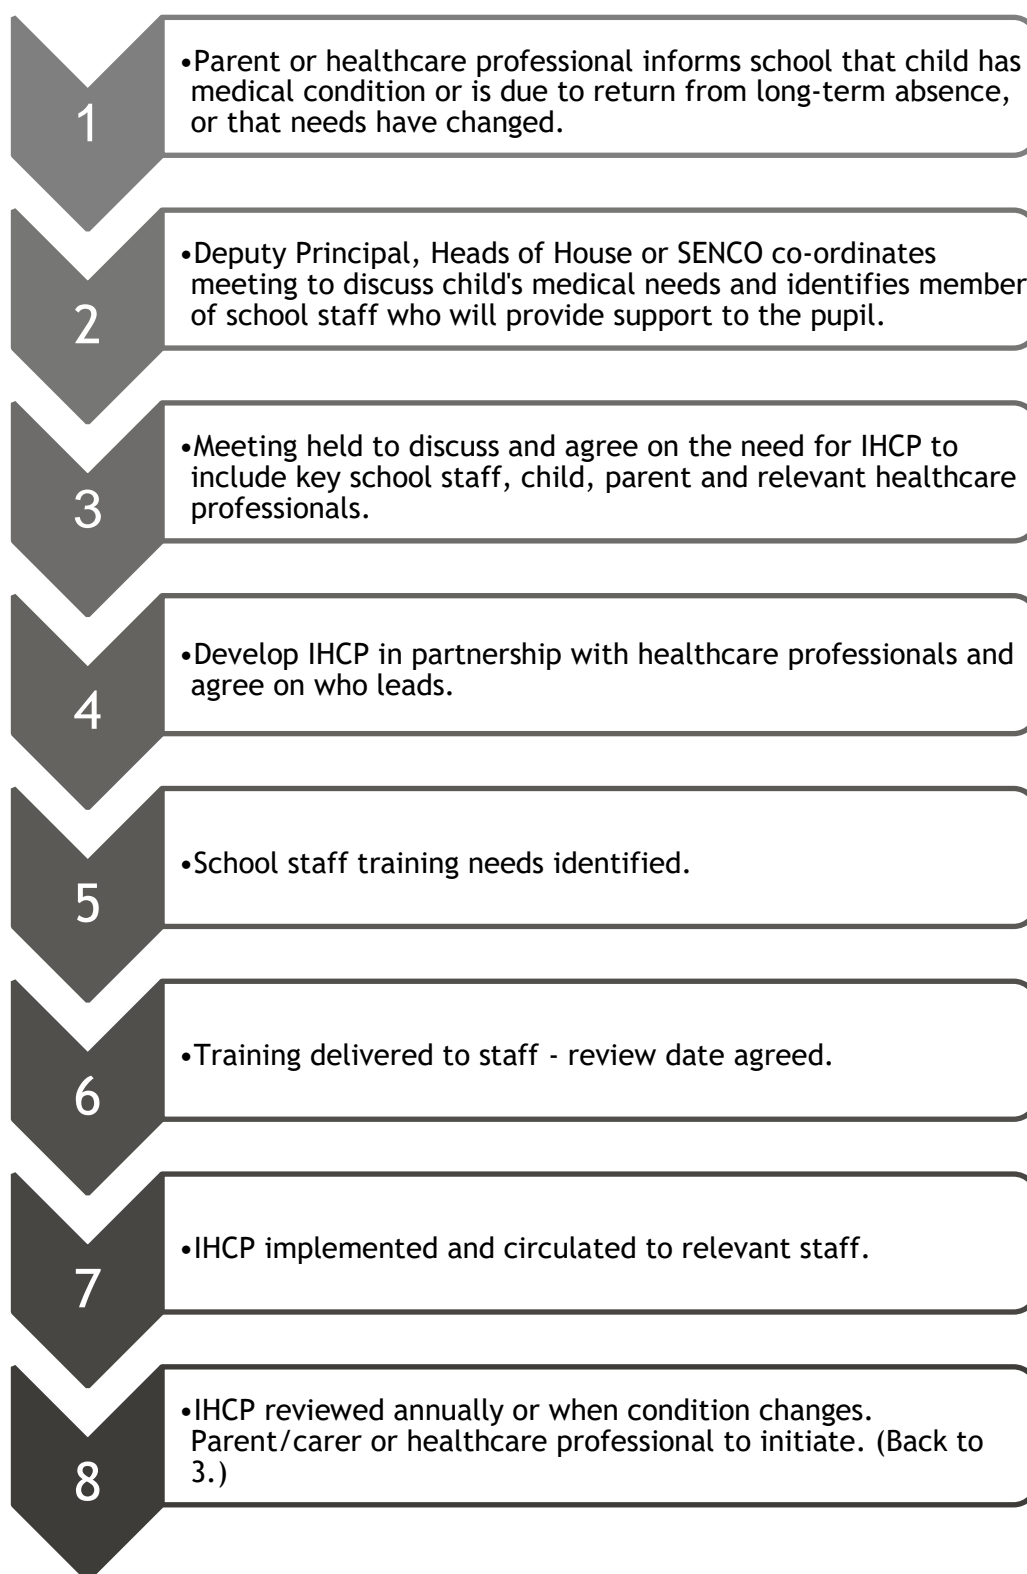 1
•Parent or healthcare professional informs school that child has
medical condition or is due to return from long-term absence,
or that needs have changed.
2
•Deputy Principal, Heads of House or SENCO co-ordinates
meeting to discuss child's medical needs and identifies member
of school staff who will provide support to the pupil.
3
•Meeting held to discuss and agree on the need for IHCP to
include key school staff, child, parent and relevant healthcare
professionals.
4
•Develop IHCP in partnership with healthcare professionals and
agree on who leads.
5
•School staff training needs identified.
6
•Training delivered to staff - review date agreed.
7
•IHCP implemented and circulated to relevant staff.
8
•IHCP reviewed annually or when condition changes.
Parent/carer or healthcare professional to initiate. (Back to
3.)